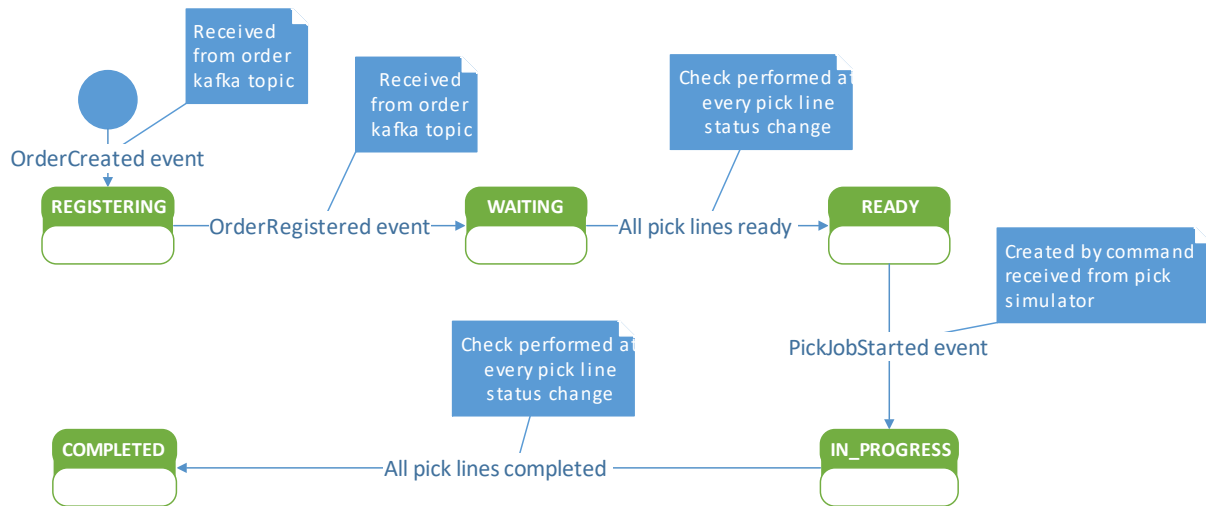 Received
from order
kafka topic
Received
from order
kafka topic
Check performed at
every pick line
status change
OrderCreated event
REGISTERING
OrderRegistered event
WAITING
All pick lines ready
READY
Created by command
received from pick
simulator
PickJobStarted event
Check performed at
every pick line
status change
COMPLETED
All pick lines completed
IN_PROGRESS